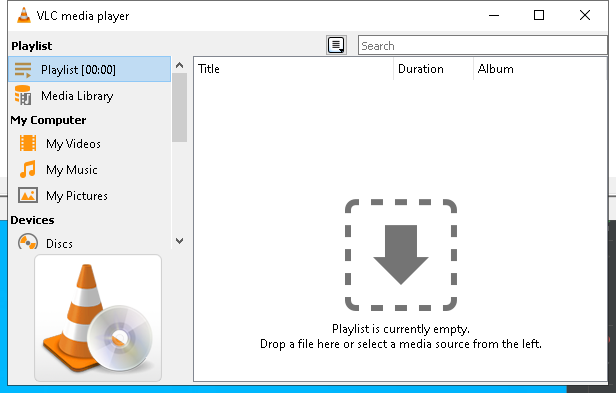 VLC media player
Playlist
Search
Playlist [00:00]
Media Library
My Computer
My Videos
My Music
My Pictures
Devices
Discs
Title Duration Album
Playlist is currently empty.
Drop a file here or select a media source from the left.